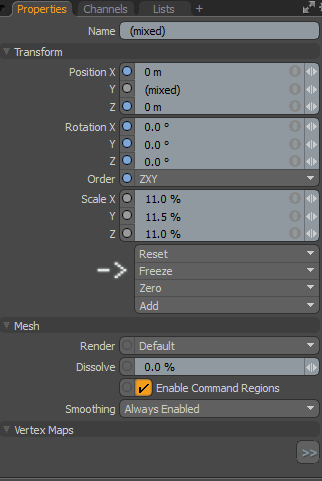 Properties Channels Lists +
Name (mixed)
Transform
Position X 0 m
Y (mixed)
Z 0 m
Rotation X 0.0 °
Y 0.0 °
Z 0.0 °
Order ZXY
Scale X 11.0 %
Y 11.5 %
Z 11.0 %
Reset
Freeze
Zero
Add
Mesh
Render Default
Dissolve 0.0 %
Enable Command Regions
Smoothing Always Enabled
Vertex Maps
>>